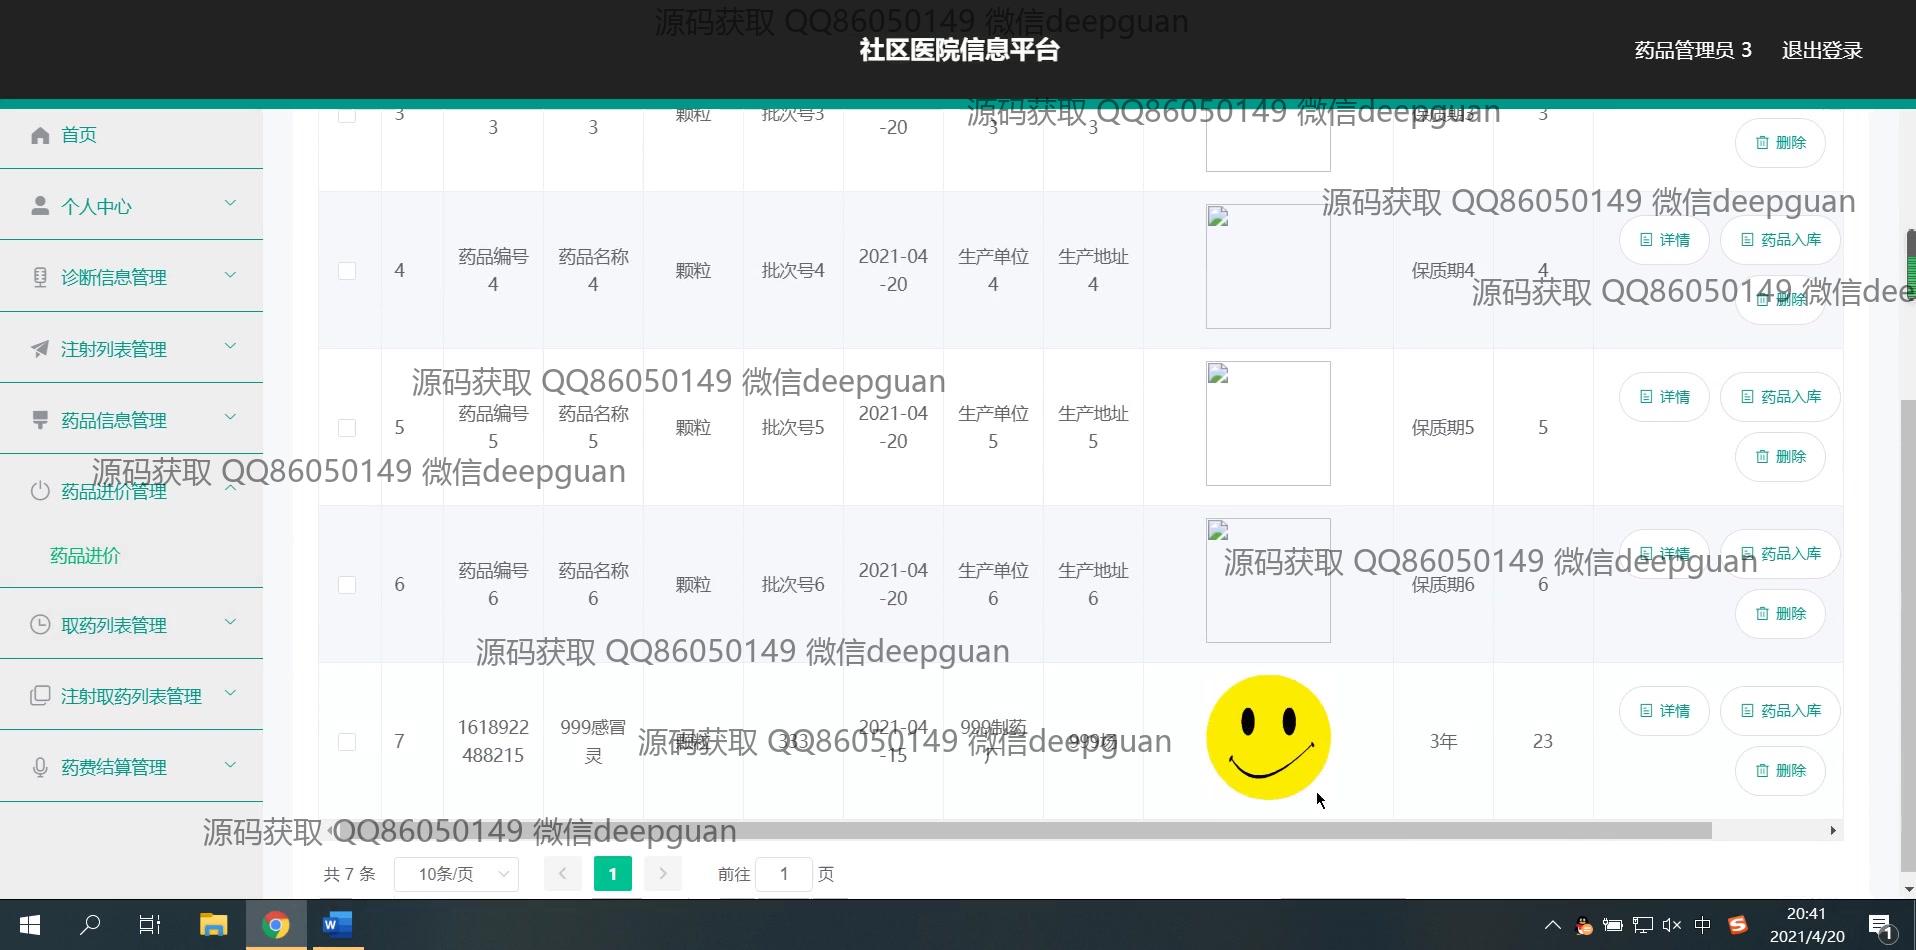 源码获取 QQ86050149 微信deepguan
社区医院信息平台
药品管理员 3 退出登录
源码获取 QQ86050149 微信deepguan
首页
个人中心
诊断信息管理
注射列表管理
药品信息管理
药品进价管理
药品进价
取药列表管理
注射取药列表管理
药费结算管理
3 3 3 颗粒 批次号3 -20 3 3 保质期3 3
删除
源码获取 QQ86050149 微信deepguan
4 药品编号 4 药品名称 4 颗粒 批次号4 2021-04 -20 生产单位 4 生产地址 4 保质期4 4
详情 药品入库
删除
源码获取 QQ86050149 微信dee
源码获取 QQ86050149 微信deepguan
5 药品编号 5 药品名称 5 颗粒 批次号5 2021-04 -20 生产单位 5 生产地址 5 保质期5 5
详情 药品入库
删除
源码获取 QQ86050149 微信deepguan
6 药品编号 6 药品名称 6 颗粒 批次号6 2021-04 -20 生产单位 6 生产地址 6 保质期6 6
详情 药品入库
删除
源码获取 QQ86050149 微信deepguan
源码获取 QQ86050149 微信deepguan
7 1618922 488215 999感冒 灵 颗粒 333 2021-04 -15 999制药 厂 3年 23
详情 药品入库
删除
源码获取 QQ86050149 微信deepguan
源码获取 QQ86050149 微信deepguan
共 7 条 10条/页 1 前往 1 页
中
20:41
2021/4/20
1